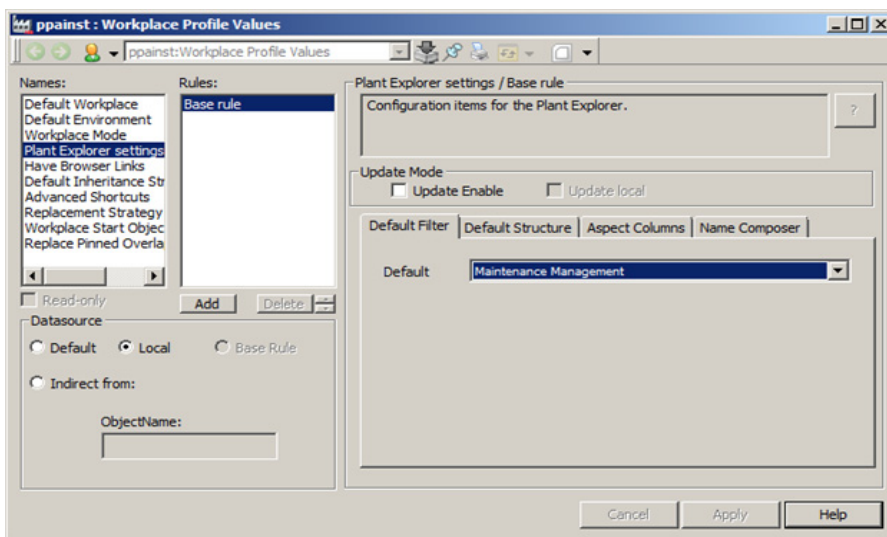 ppainst : Workplace Profile Values
ppainst:Workplace Profile Values
Names:
Default Workplace
Default Environment
Workplace Mode
Plant Explorer settings
Have Browser Links
Default Inheritance Str
Advanced Shortcuts
Replacement Strategy
Workplace Start Objec
Replace Pinned Overla
Read-only
Rules:
Base rule
Add
Delete
Datasource
Default
Local
Base Rule
Indirect from:
ObjectName:
Plant Explorer settings / Base rule
Configuration items for the Plant Explorer.
?
Update Mode
Update Enable
Update local
Default Filter
Default Structure
Aspect Columns
Name Composer
Default
Maintenance Management
Cancel
Apply
Help